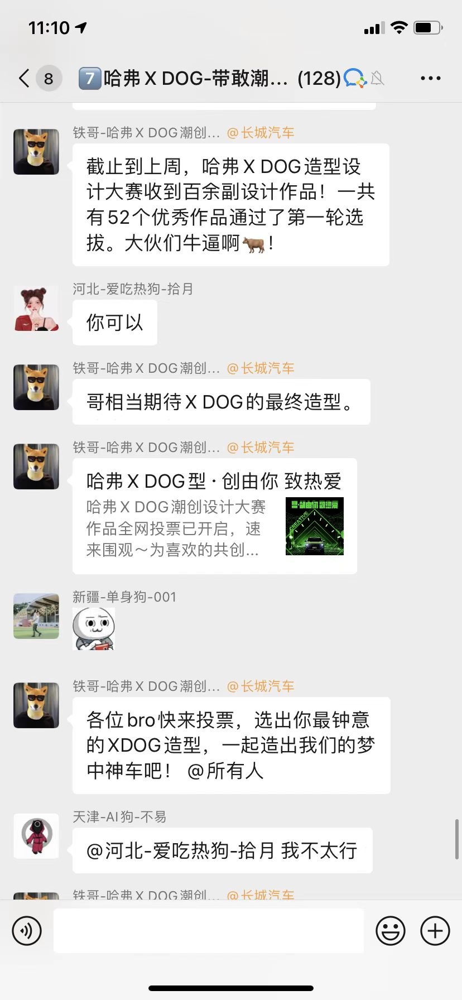 11:10
8
7 哈弗 X DOG-带敢潮... (128)
铁哥-哈弗 X DOG潮创... @长城汽车
截止到上周，哈弗 X DOG造型设
计大赛收到百余副设计作品！一共
有52个优秀作品通过了第一轮选
拔。大伙们牛逼啊🐂！
河北-爱吃热狗-拾月
你可以
铁哥-哈弗 X DOG潮创... @长城汽车
哥相当期待 X DOG的最终造型。
铁哥-哈弗 X DOG潮创... @长城汽车
哈弗 X DOG型·创由你 致热爱
哈弗 X DOG潮创设计大赛
作品全网投票已开启，速
来围观～为喜欢的共创...
型·创由你 致热爱
CREATIVE
新疆-单身狗-001
铁哥-哈弗 X DOG潮创... @长城汽车
各位bro快来投票，选出你最钟意
的XDOG造型，一起造出我们的梦
中神车吧！ @所有人
天津-AI狗-不易
@河北-爱吃热狗-拾月 我不太行
铁哥-哈弗 X DOG潮创... @长城汽车